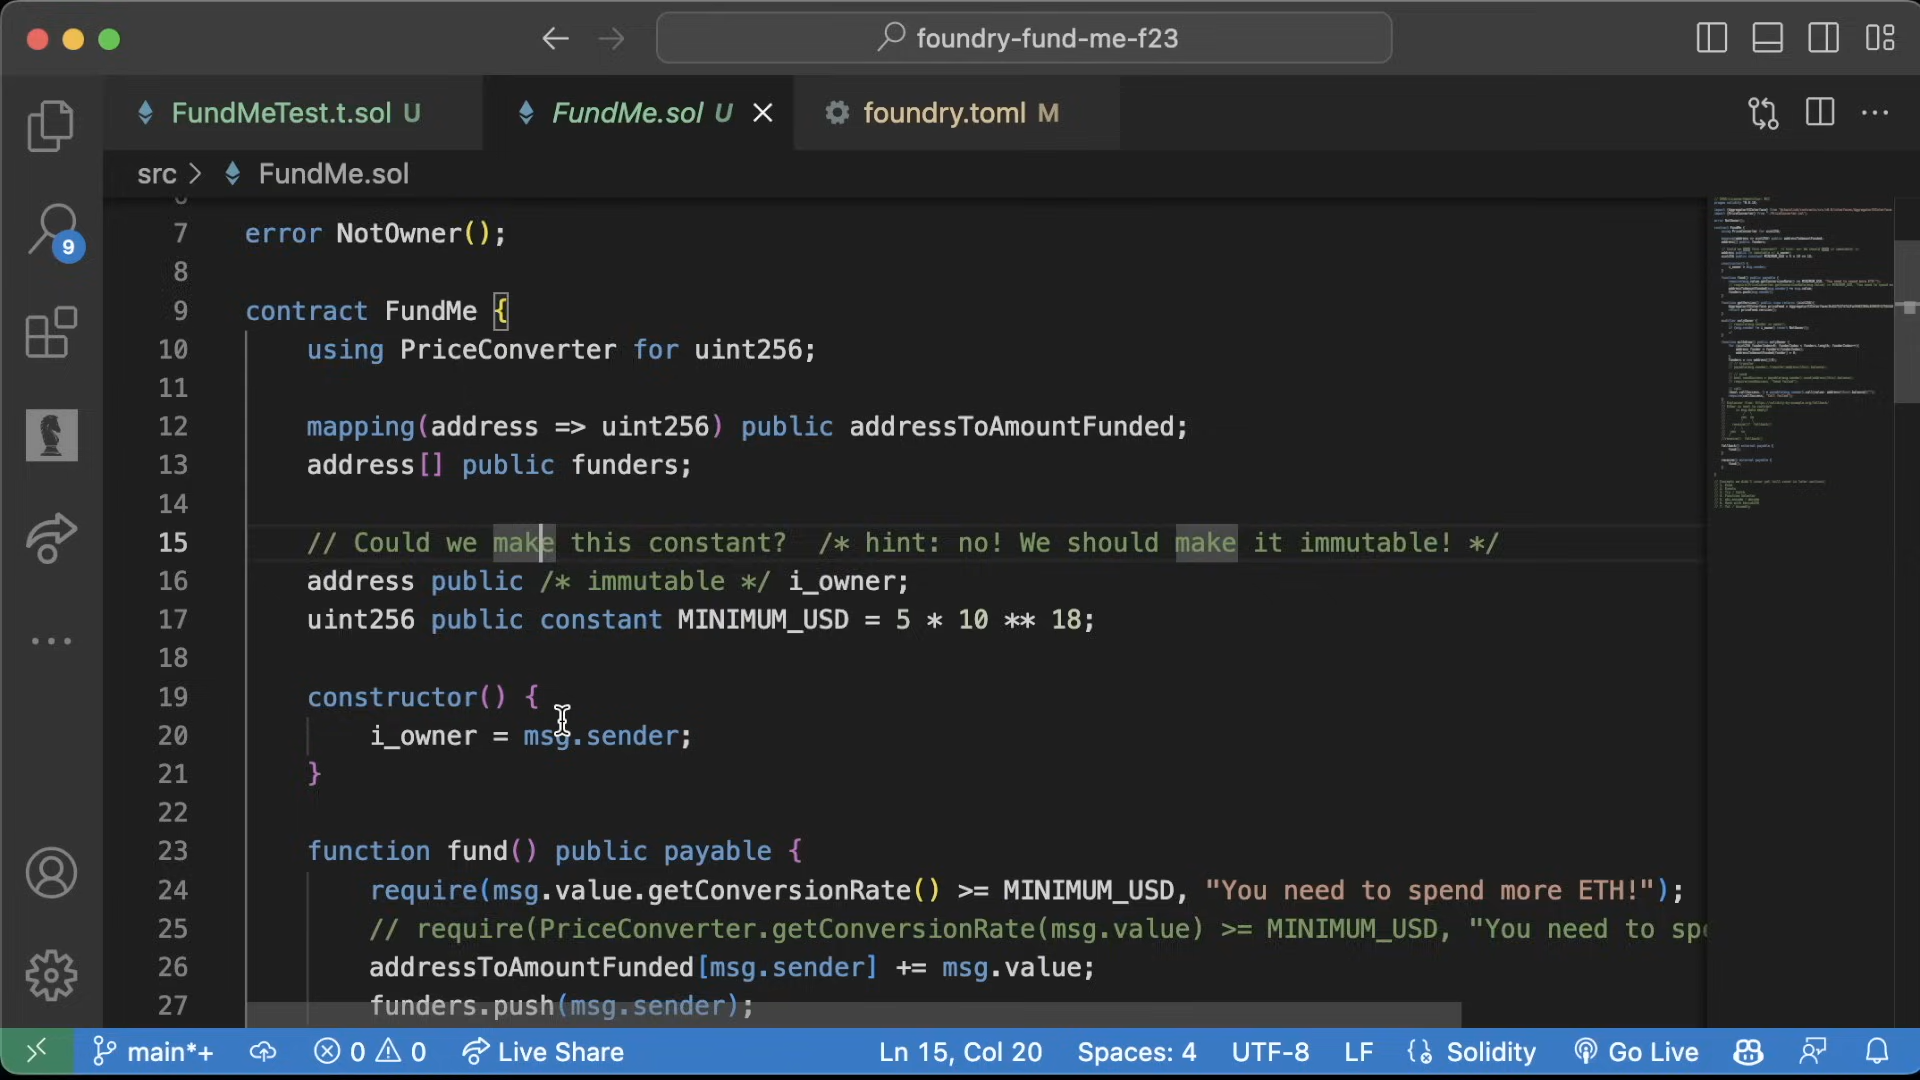 foundry-fund-me-f23
FundMeTest.t.sol U
FundMe.sol U
foundry.toml M
src > FundMe.sol
9
7 error NotOwner();
8
9 contract FundMe {
10 using PriceConverter for uint256;
11
12 mapping(address => uint256) public addressToAmountFunded;
13 address[] public funders;
14
15 // Could we make this constant?  /* hint: no! We should make it immutable! */
16 address public /* immutable */ i_owner;
17 uint256 public constant MINIMUM_USD = 5 * 10 ** 18;
18
19 constructor() {
20 i_owner = msg.sender;
21 }
22
23 function fund() public payable {
24 require(msg.value.getConversionRate() >= MINIMUM_USD, "You need to spend more ETH!");
25 // require(PriceConverter.getConversionRate(msg.value) >= MINIMUM_USD, "You need to
26 addressToAmountFunded[msg.sender] += msg.value;
27 funders.push(msg.sender);
main*+ 0 0 Live Share Ln 15, Col 20 Spaces: 4 UTF-8 LF Solidity Go Live